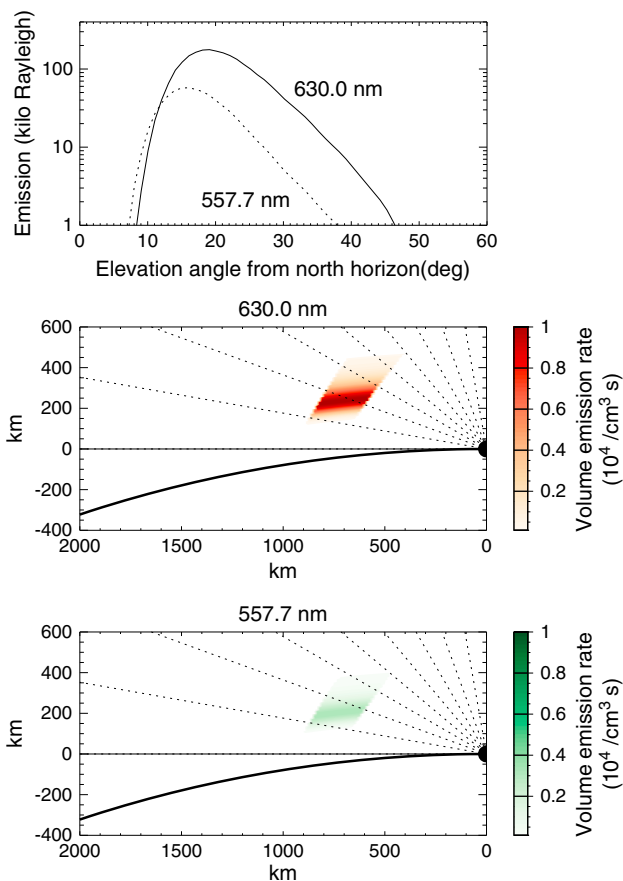 Emission (kilo Rayleigh)
100
10
1
630.0 nm
557.7 nm
0 10 20 30 40 50 60
Elevation angle from north horizon(deg)
630.0 nm
km
600
400
200
0
-200
-400
2000 1500 1000 500 0
km
1
0.8
0.6
0.4
0.2
Volume emission rate
(10⁴ /cm³ s)
557.7 nm
km
600
400
200
0
-200
-400
2000 1500 1000 500 0
km
1
0.8
0.6
0.4
0.2
Volume emission rate
(10⁴ /cm³ s)